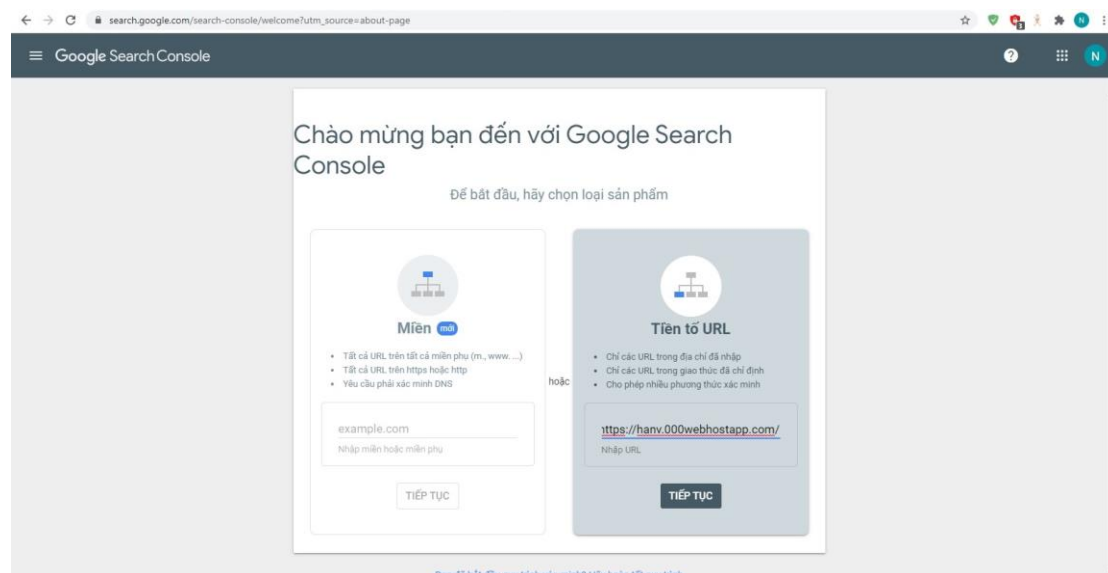 search.google.com/search-console/welcome?utm_source=about-page
N
Google Search Console
N
Chào mừng bạn đến với Google Search
Console
Để bắt đầu, hãy chọn loại sản phẩm
Miền mới
Tất cả URL trên tất cả miền phụ (m., www. ...)
Tất cả URL trên https hoặc http
Yêu cầu phải xác minh DNS
example.com
Nhập miền hoặc miền phụ
TIẾP TỤC
hoặc
Tiền tố URL
Chỉ các URL trong địa chỉ đã nhập
Chỉ các URL trong giao thức đã chỉ định
Cho phép nhiều phương thức xác minh
https://hanv.000webhostapp.com/
Nhập URL
TIẾP TỤC